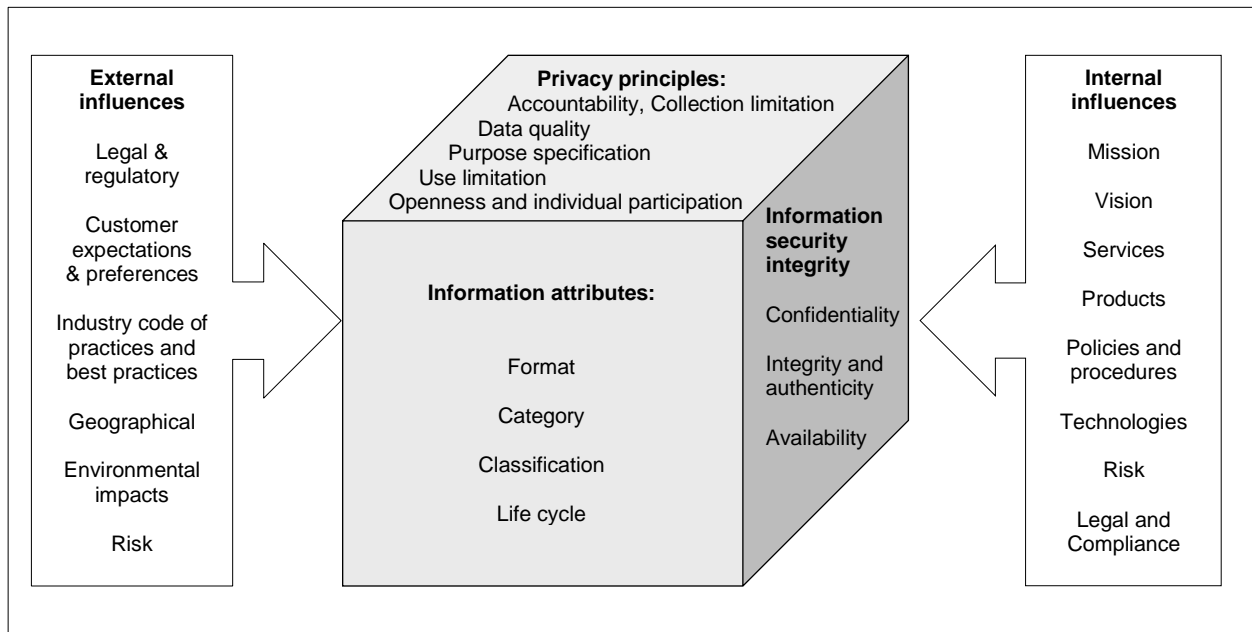 External
influences
Legal &
regulatory
Customer
expectations
& preferences
Industry code of
practices and
best practices
Geographical
Environmental
impacts
Risk
Privacy principles:
Accountability, Collection limitation
Data quality
Purpose specification
Use limitation
Openness and individual participation
Information attributes:
Format
Category
Classification
Life cycle
Information
security
integrity
Confidentiality
Integrity and
authenticity
Availability
Internal
influences
Mission
Vision
Services
Products
Policies and
procedures
Technologies
Risk
Legal and
Compliance